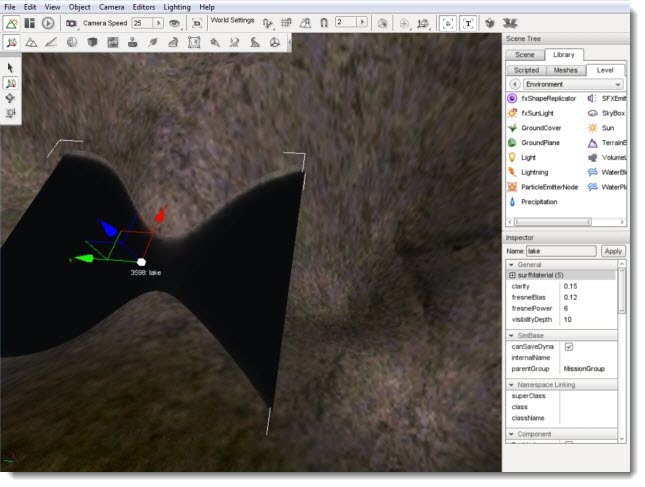 File Edit View Object Camera Editors Lighting Help
Camera Speed 25 World Settings 2
Scene Tree
Scene Library
Scripted Meshes Level
Environment
fxShapeReplicator SFXEmit
fxSunLight SkyBox
GroundCover Sun
GroundPlane TerrainE
Light VolumeL
Lightning WaterBl
ParticleEmitterNode WaterPl
Precipitation
Inspector
Name lake Apply
General
surfMaterial (5)
clarity 0.15
fresnelBias 0.12
fresnelPower 6
visibilityDepth 10
SimBase
canSaveDyna
internalName
parentGroup MissionGroup
Namespace Linking
superClass
class
className
Component
Y
3598: lake